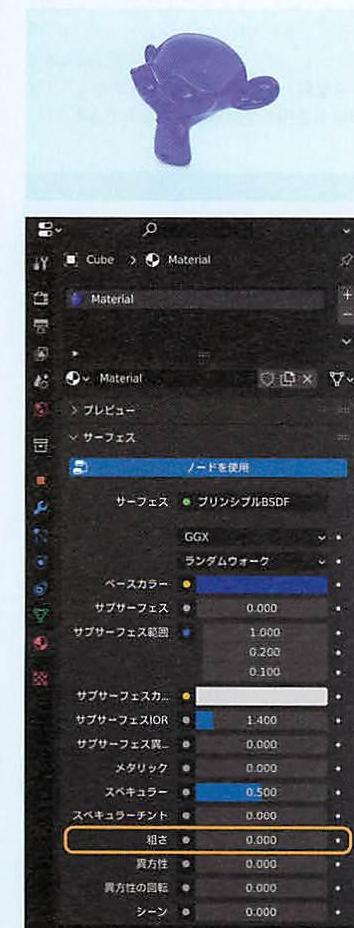 Cube > Material
Material
Material
プレビュー
サーフェス
ノードを使用
サーフェス プリンシプルBSDF
GGX
ランダムウォーク
ベースカラー
サブサーフェス 0.000
サブサーフェス範囲 1.000
0.200
0.100
サブサーフェスカ...
サブサーフェスIOR 1.400
サブサーフェス異... 0.000
メタリック 0.000
スペキュラー 0.500
スペキュラーチント 0.000
粗さ 0.000
異方性 0.000
異方性の回転 0.000
シーン 0.000